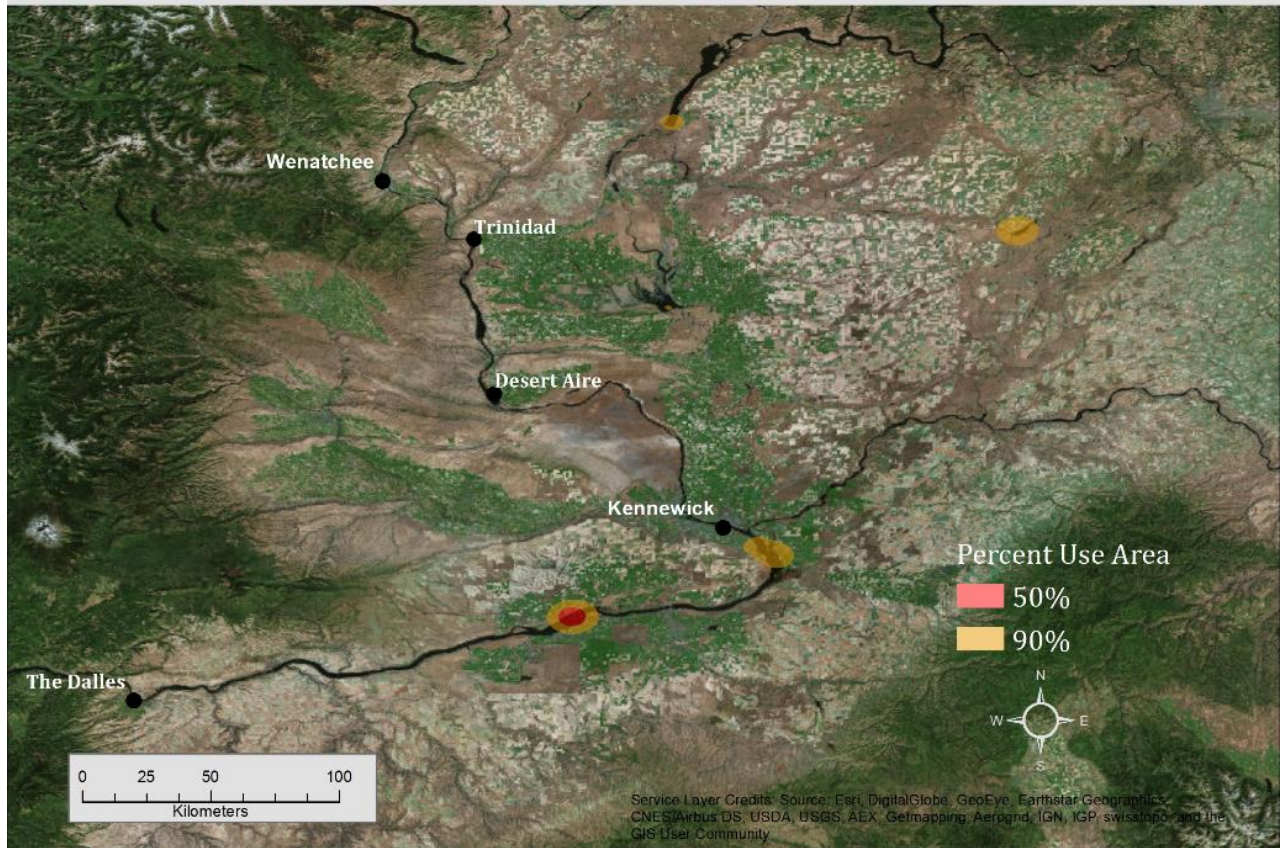 Wenatchee
Trinidad
Desert Aire
Kennewick
The Dalles
Percent Use Area
50%
90%
N
W E
S
0 25 50 100
Kilometers
Service Layer Credits: Source: Esri, DigitalGlobe, GeoEye, Earthstar Geographics,
CNES/Airbus DS, USDA, USGS, AEX, Getmapping, Aerogrid, IGN, IGP, swisstopo, and the
GIS User Community